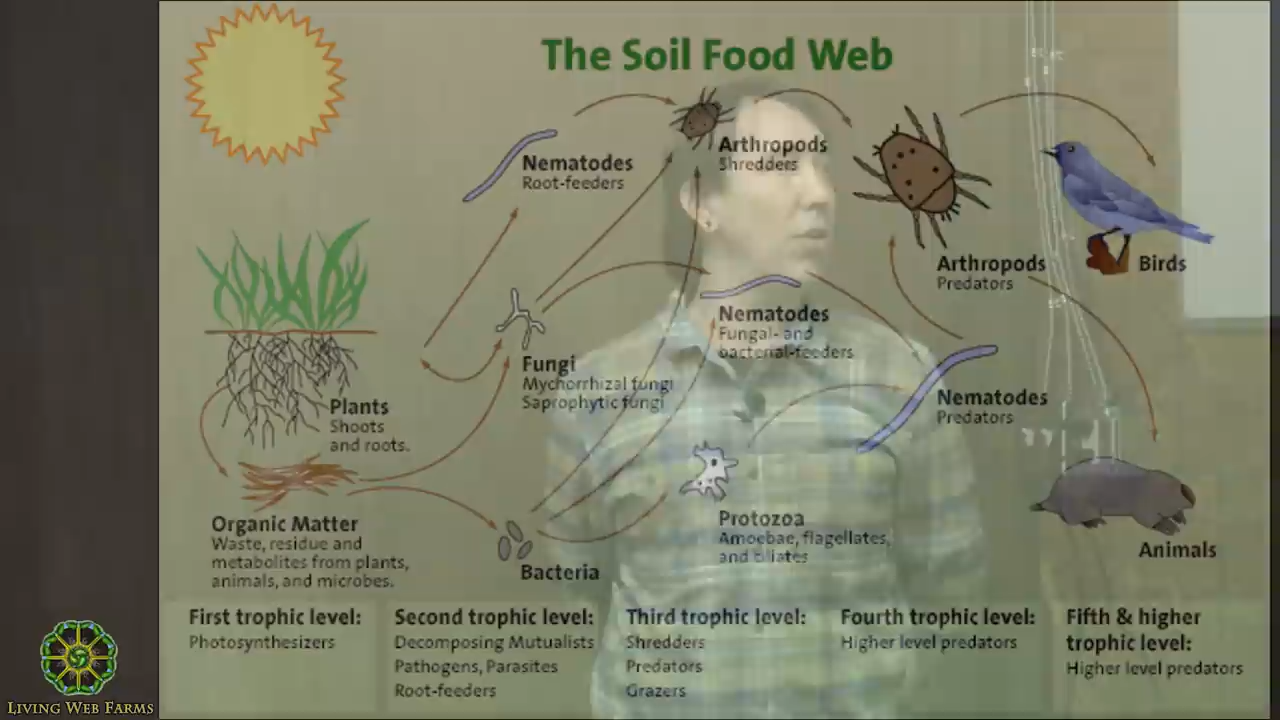 The Soil Food Web
Nematodes
Root-feeders
Arthropods
Shredders
Arthropods
Predators
Birds
Fungi
Mychorrhizal fungi
Saprophytic fungi
Nematodes
Fungal- and
bacterial-feeders
Nematodes
Predators
Plants
Shoots
and roots.
Organic Matter
Waste, residue and
metabolites from plants,
animals, and microbes.
Bacteria
Protozoa
Amoebae, flagellates,
and ciliates
Animals
First trophic level:
Photosynthesizers
Second trophic level:
Decomposing Mutualists
Pathogens, Parasites
Root-feeders
Third trophic level:
Shredders
Predators
Grazers
Fourth trophic level:
Higher level predators
Fifth & higher
trophic level:
Higher level predators
LIVING WEB FARMS